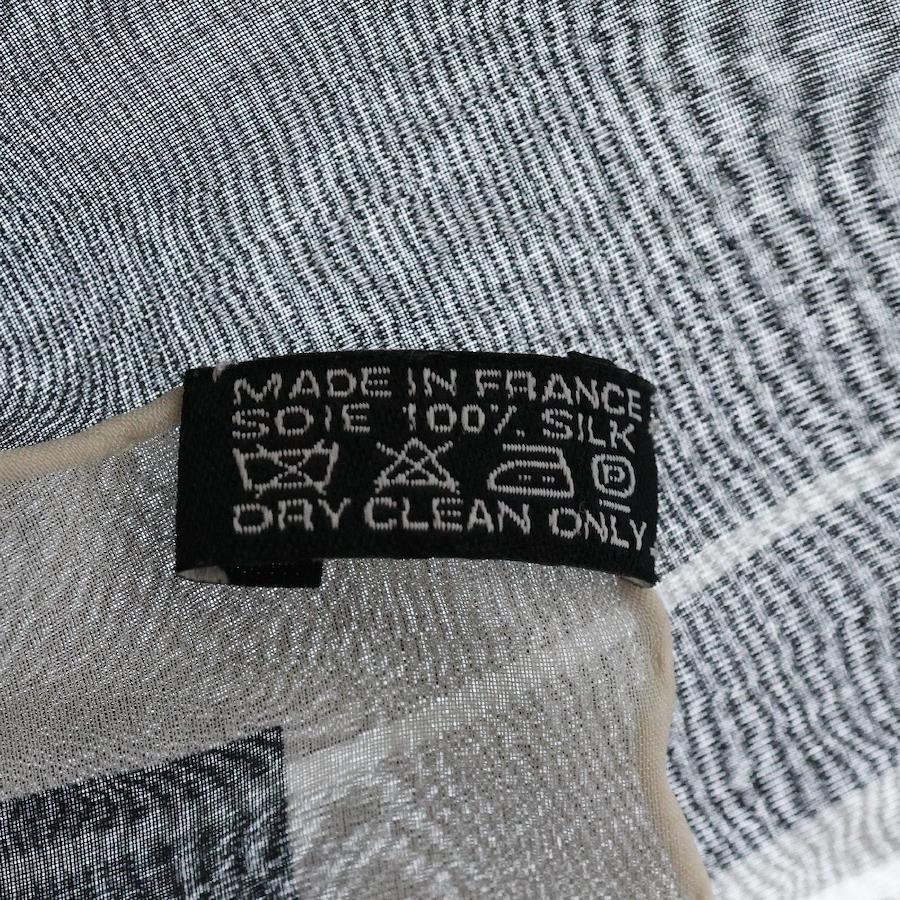 MADE IN FRANCE
SOIE 100% SILK
P
DRY CLEAN ONLY